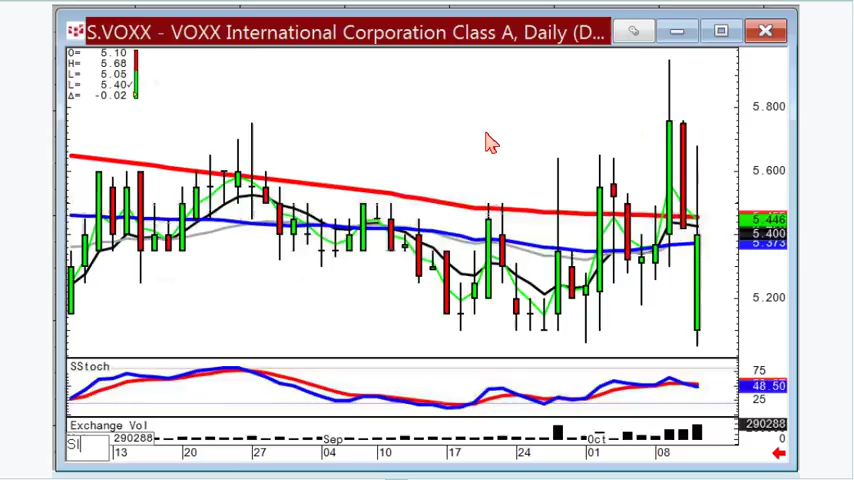 S.VOXX - VOXX International Corporation Class A, Daily (D...
O= 5.10
H= 5.68
L= 5.05
L= 5.40✓
Δ= -0.02
5.800
5.600
5.446
5.400
5.373
5.200
SStoch
75
48.50
25
Exchange Vol
290288
0
SI
290288
Sep
Oct
13
20
27
04
10
17
24
01
08